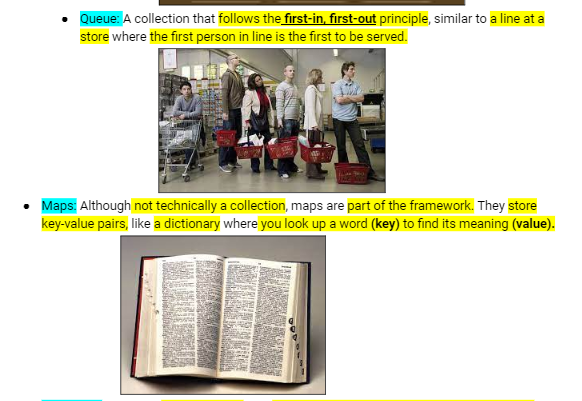 Queue: A collection that follows the first-in, first-out principle, similar to a line at a
store where the first person in line is the first to be served.
Maps: Although not technically a collection, maps are part of the framework. They store
key-value pairs, like a dictionary where you look up a word (key) to find its meaning (value).